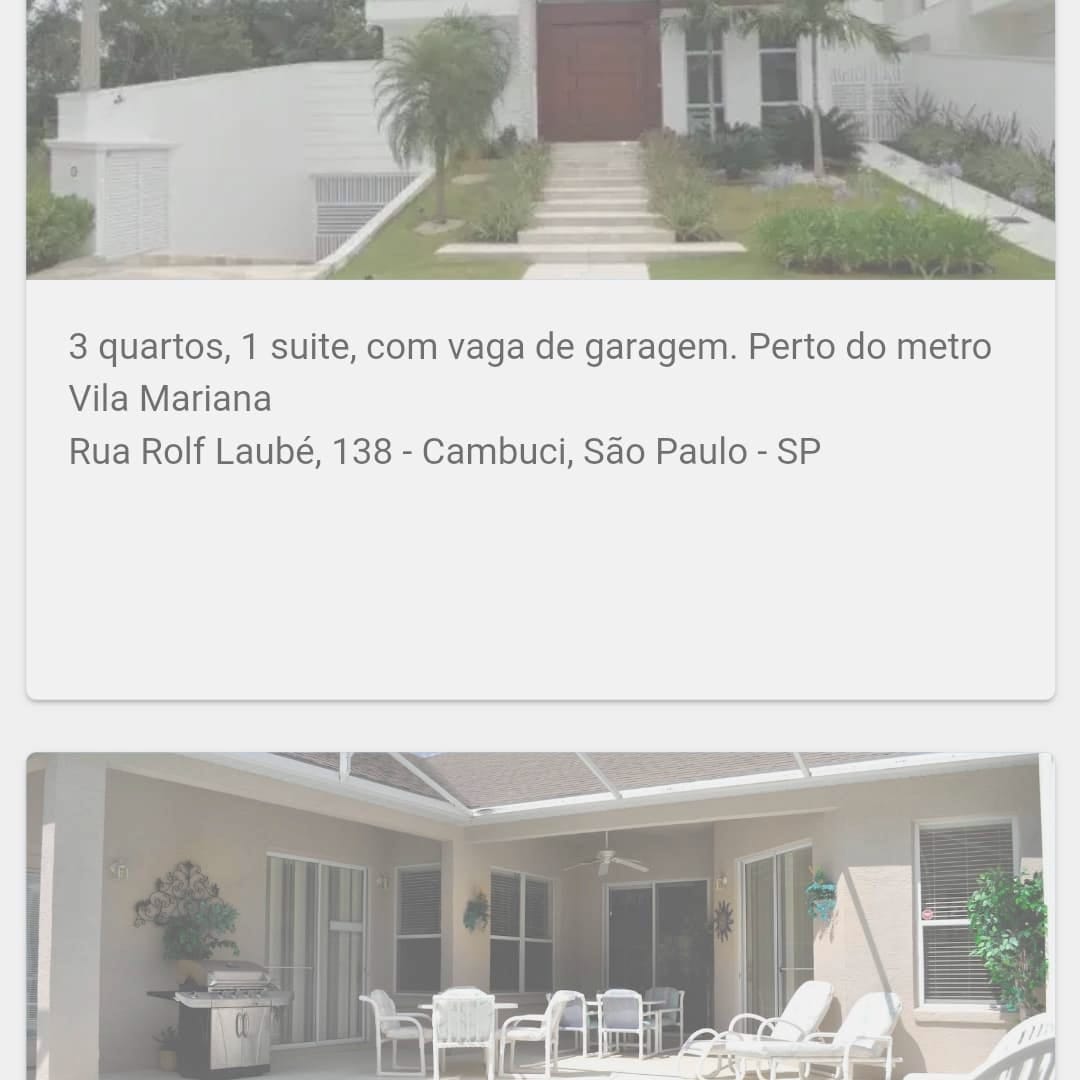 3 quartos, 1 suite, com vaga de garagem. Perto do metro
Vila Mariana
Rua Rolf Laubé, 138 - Cambuci, São Paulo - SP